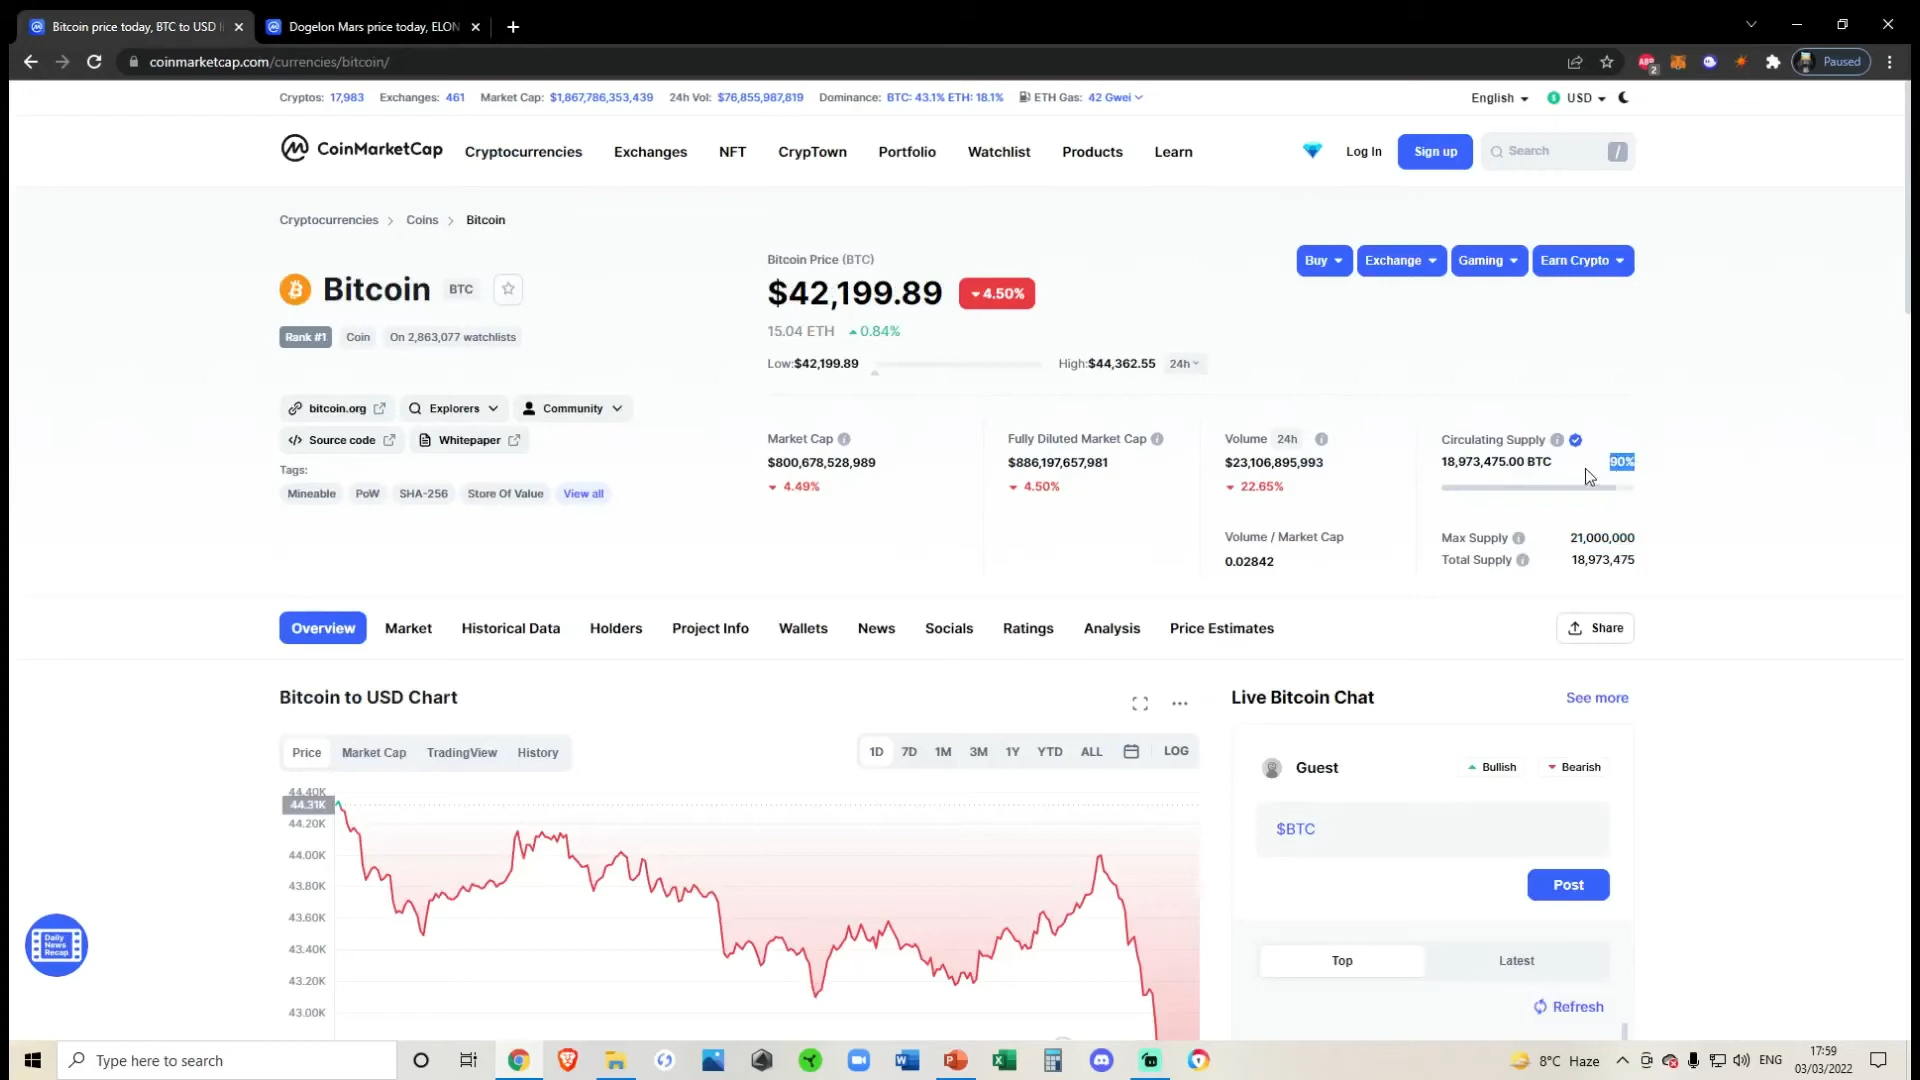 Bitcoin price today, BTC to USD l
Dogelon Mars price today, ELON
coinmarketcap.com/currencies/bitcoin/
ABP 2
Paused
Cryptos: 17,983 Exchanges: 461 Market Cap: $1,867,786,353,439 24h Vol: $76,855,987,819 Dominance: BTC: 43.1% ETH: 18.1% ETH Gas: 42 Gwei
English USD
CoinMarketCap Cryptocurrencies Exchanges NFT CrypTown Portfolio Watchlist Products Learn Log In Sign up Search /
Cryptocurrencies > Coins > Bitcoin
Bitcoin BTC
Rank #1 Coin On 2,863,077 watchlists
bitcoin.org Explorers Community
Source code Whitepaper
Tags:
Mineable PoW SHA-256 Store Of Value View all
Bitcoin Price (BTC)
$42,199.89 4.50%
15.04 ETH 0.84%
Low:$42,199.89 High:$44,362.55 24h
Buy Exchange Gaming Earn Crypto
Market Cap
$800,678,528,989
4.49%
Fully Diluted Market Cap
$886,197,657,981
4.50%
Volume 24h
$23,106,895,993
22.65%
Volume / Market Cap
0.02842
Circulating Supply
18,973,475.00 BTC 90%
Max Supply 21,000,000
Total Supply 18,973,475
Overview Market Historical Data Holders Project Info Wallets News Socials Ratings Analysis Price Estimates Share
Bitcoin to USD Chart
Price Market Cap TradingView History
1D 7D 1M 3M 1Y YTD ALL LOG
44.40K
44.31K
44.20K
44.00K
43.80K
43.60K
43.40K
43.20K
43.00K
Live Bitcoin Chat See more
Guest Bullish Bearish
$BTC
Post
Top Latest
Refresh
Daily
News
Recap
Type here to search
8°C Haze ENG
17:59
03/03/2022